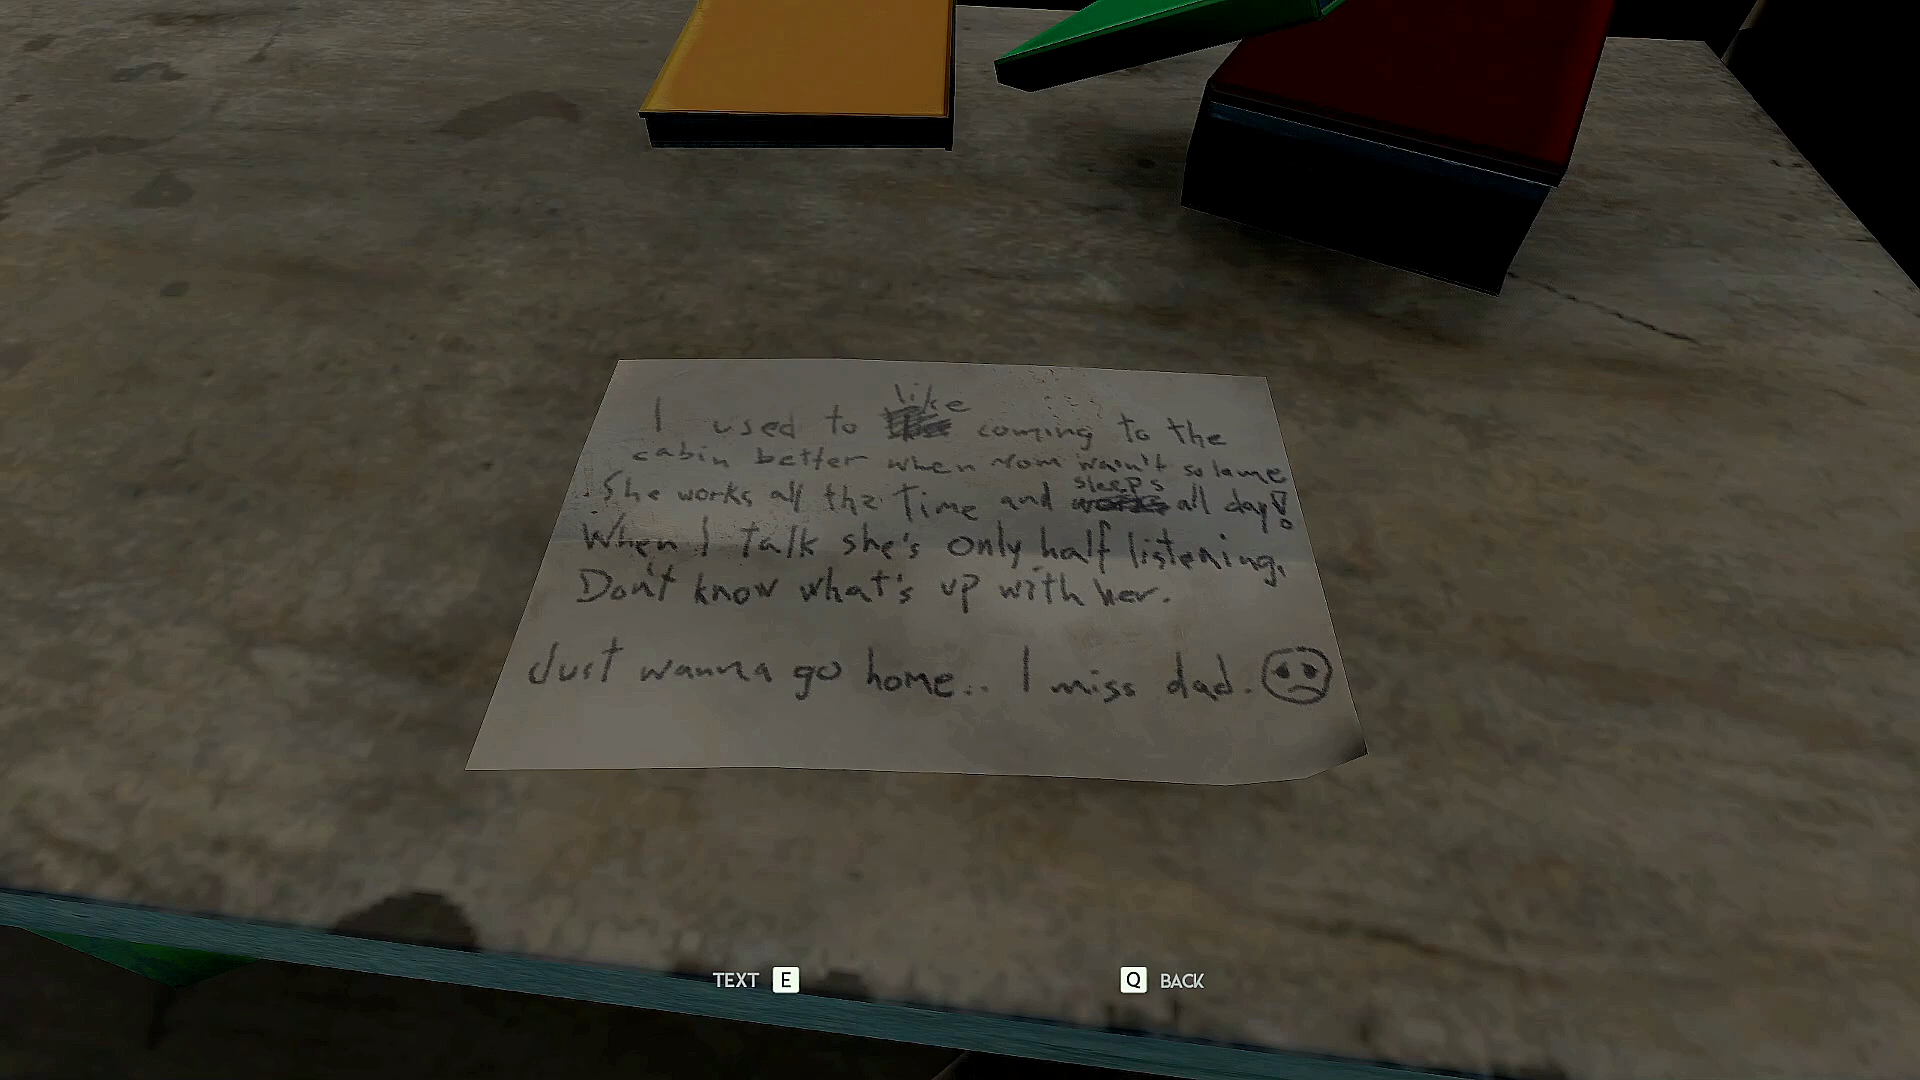 I used to like coming to the
cabin better when Mom wasn't so lame
She works all the Time and sleeps all day!
When I talk she's only half listening.
Don't know what's up with her.
Just wanna go home.. I miss dad.
TEXT E
Q BACK